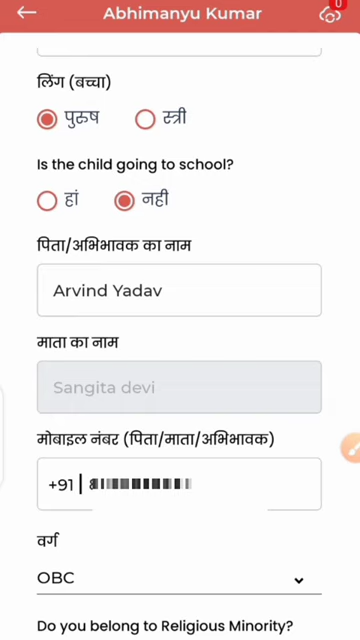 Abhimanyu Kumar
0
लिंग (बच्चा)
पुरुष
स्त्री
Is the child going to school?
हां
नही
पिता/अभिभावक का नाम
Arvind Yadav
माता का नाम
Sangita devi
मोबाइल नंबर (पिता/माता/अभिभावक)
+91
वर्ग
OBC
Do you belong to Religious Minority?